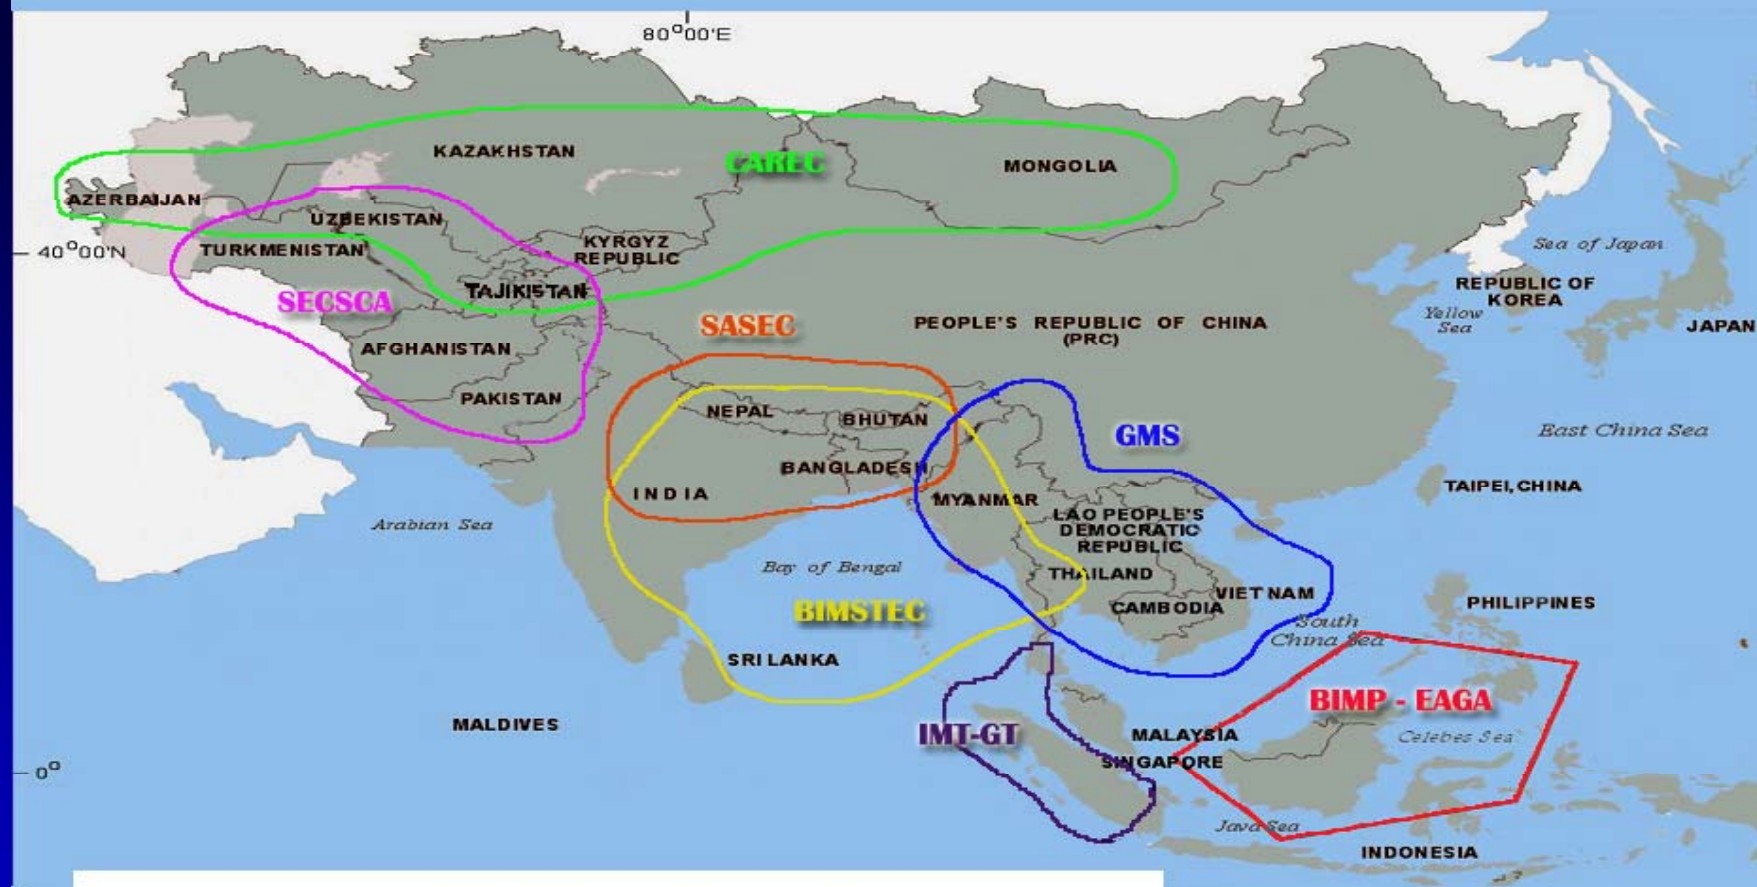 80°00'E
KAZAKHSTAN
CAREC
MONGOLIA
AZERBAIJAN
UZBEKISTAN
40°00'N
TURKMENISTAN
KYRGYZ
REPUBLIC
Sea of Japan
TAJIKISTAN
SECSCA
REPUBLIC OF
KOREA
SASEC
PEOPLE'S REPUBLIC OF CHINA
(PRC)
Yellow
Sea
JAPAN
AFGHANISTAN
PAKISTAN
NEPAL
BHUTAN
GMS
East China Sea
BANGLADESH
INDIA
MYANMAR
TAIPEI, CHINA
Arabian Sea
LAO PEOPLE'S
DEMOCRATIC
REPUBLIC
Bay of Bengal
THAILAND
VIET NAM
CAMBODIA
BIMSTEC
PHILIPPINES
South
China Sea
SRI LANKA
BIMP - EAGA
MALDIVES
IMT-GT
MALAYSIA
Celebes Sea
SINGAPORE
0°
Java Sea
INDONESIA